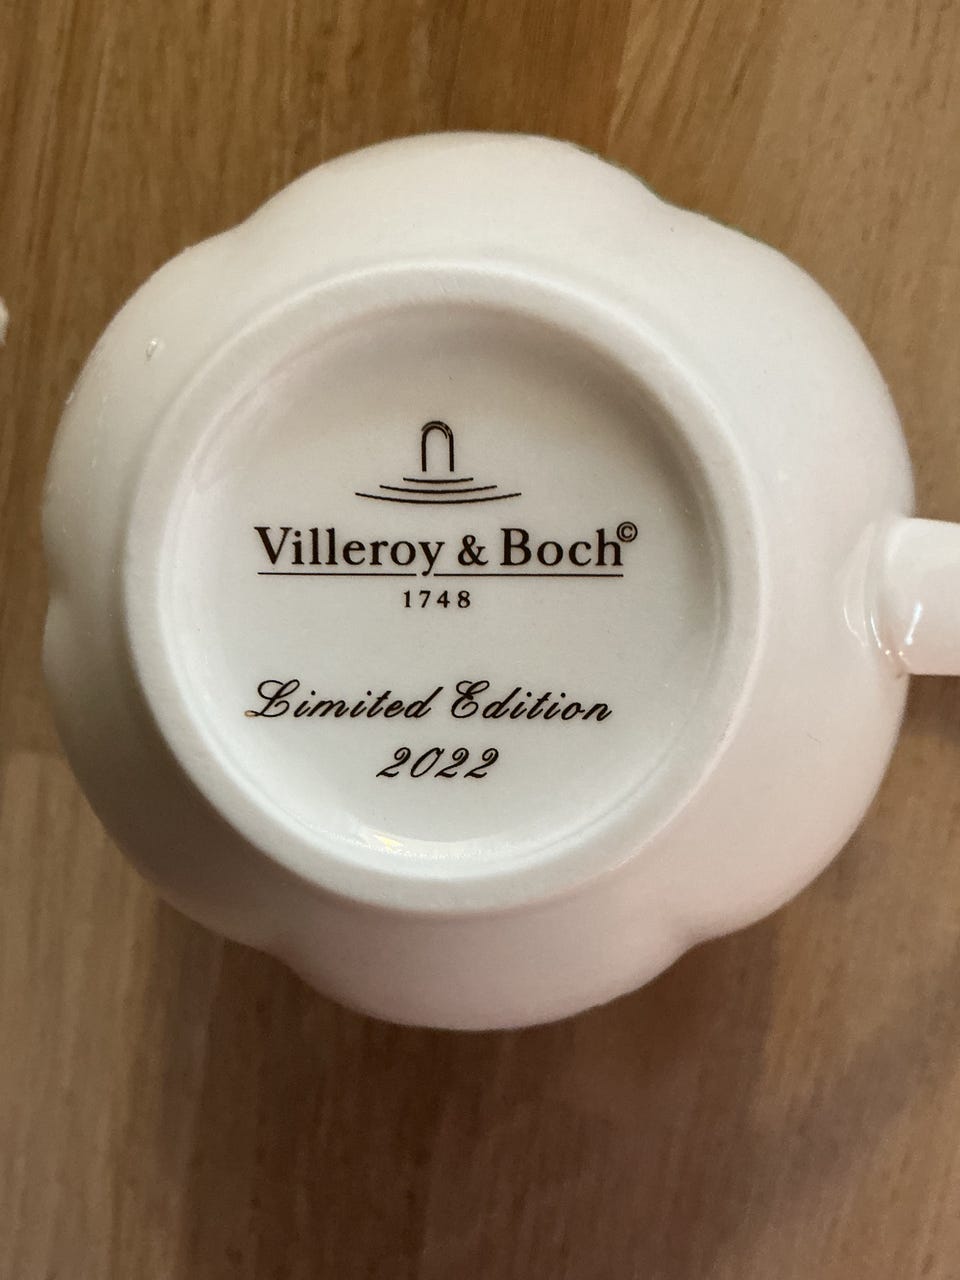 Villeroy & Boch©
1748
Limited Edition
2022